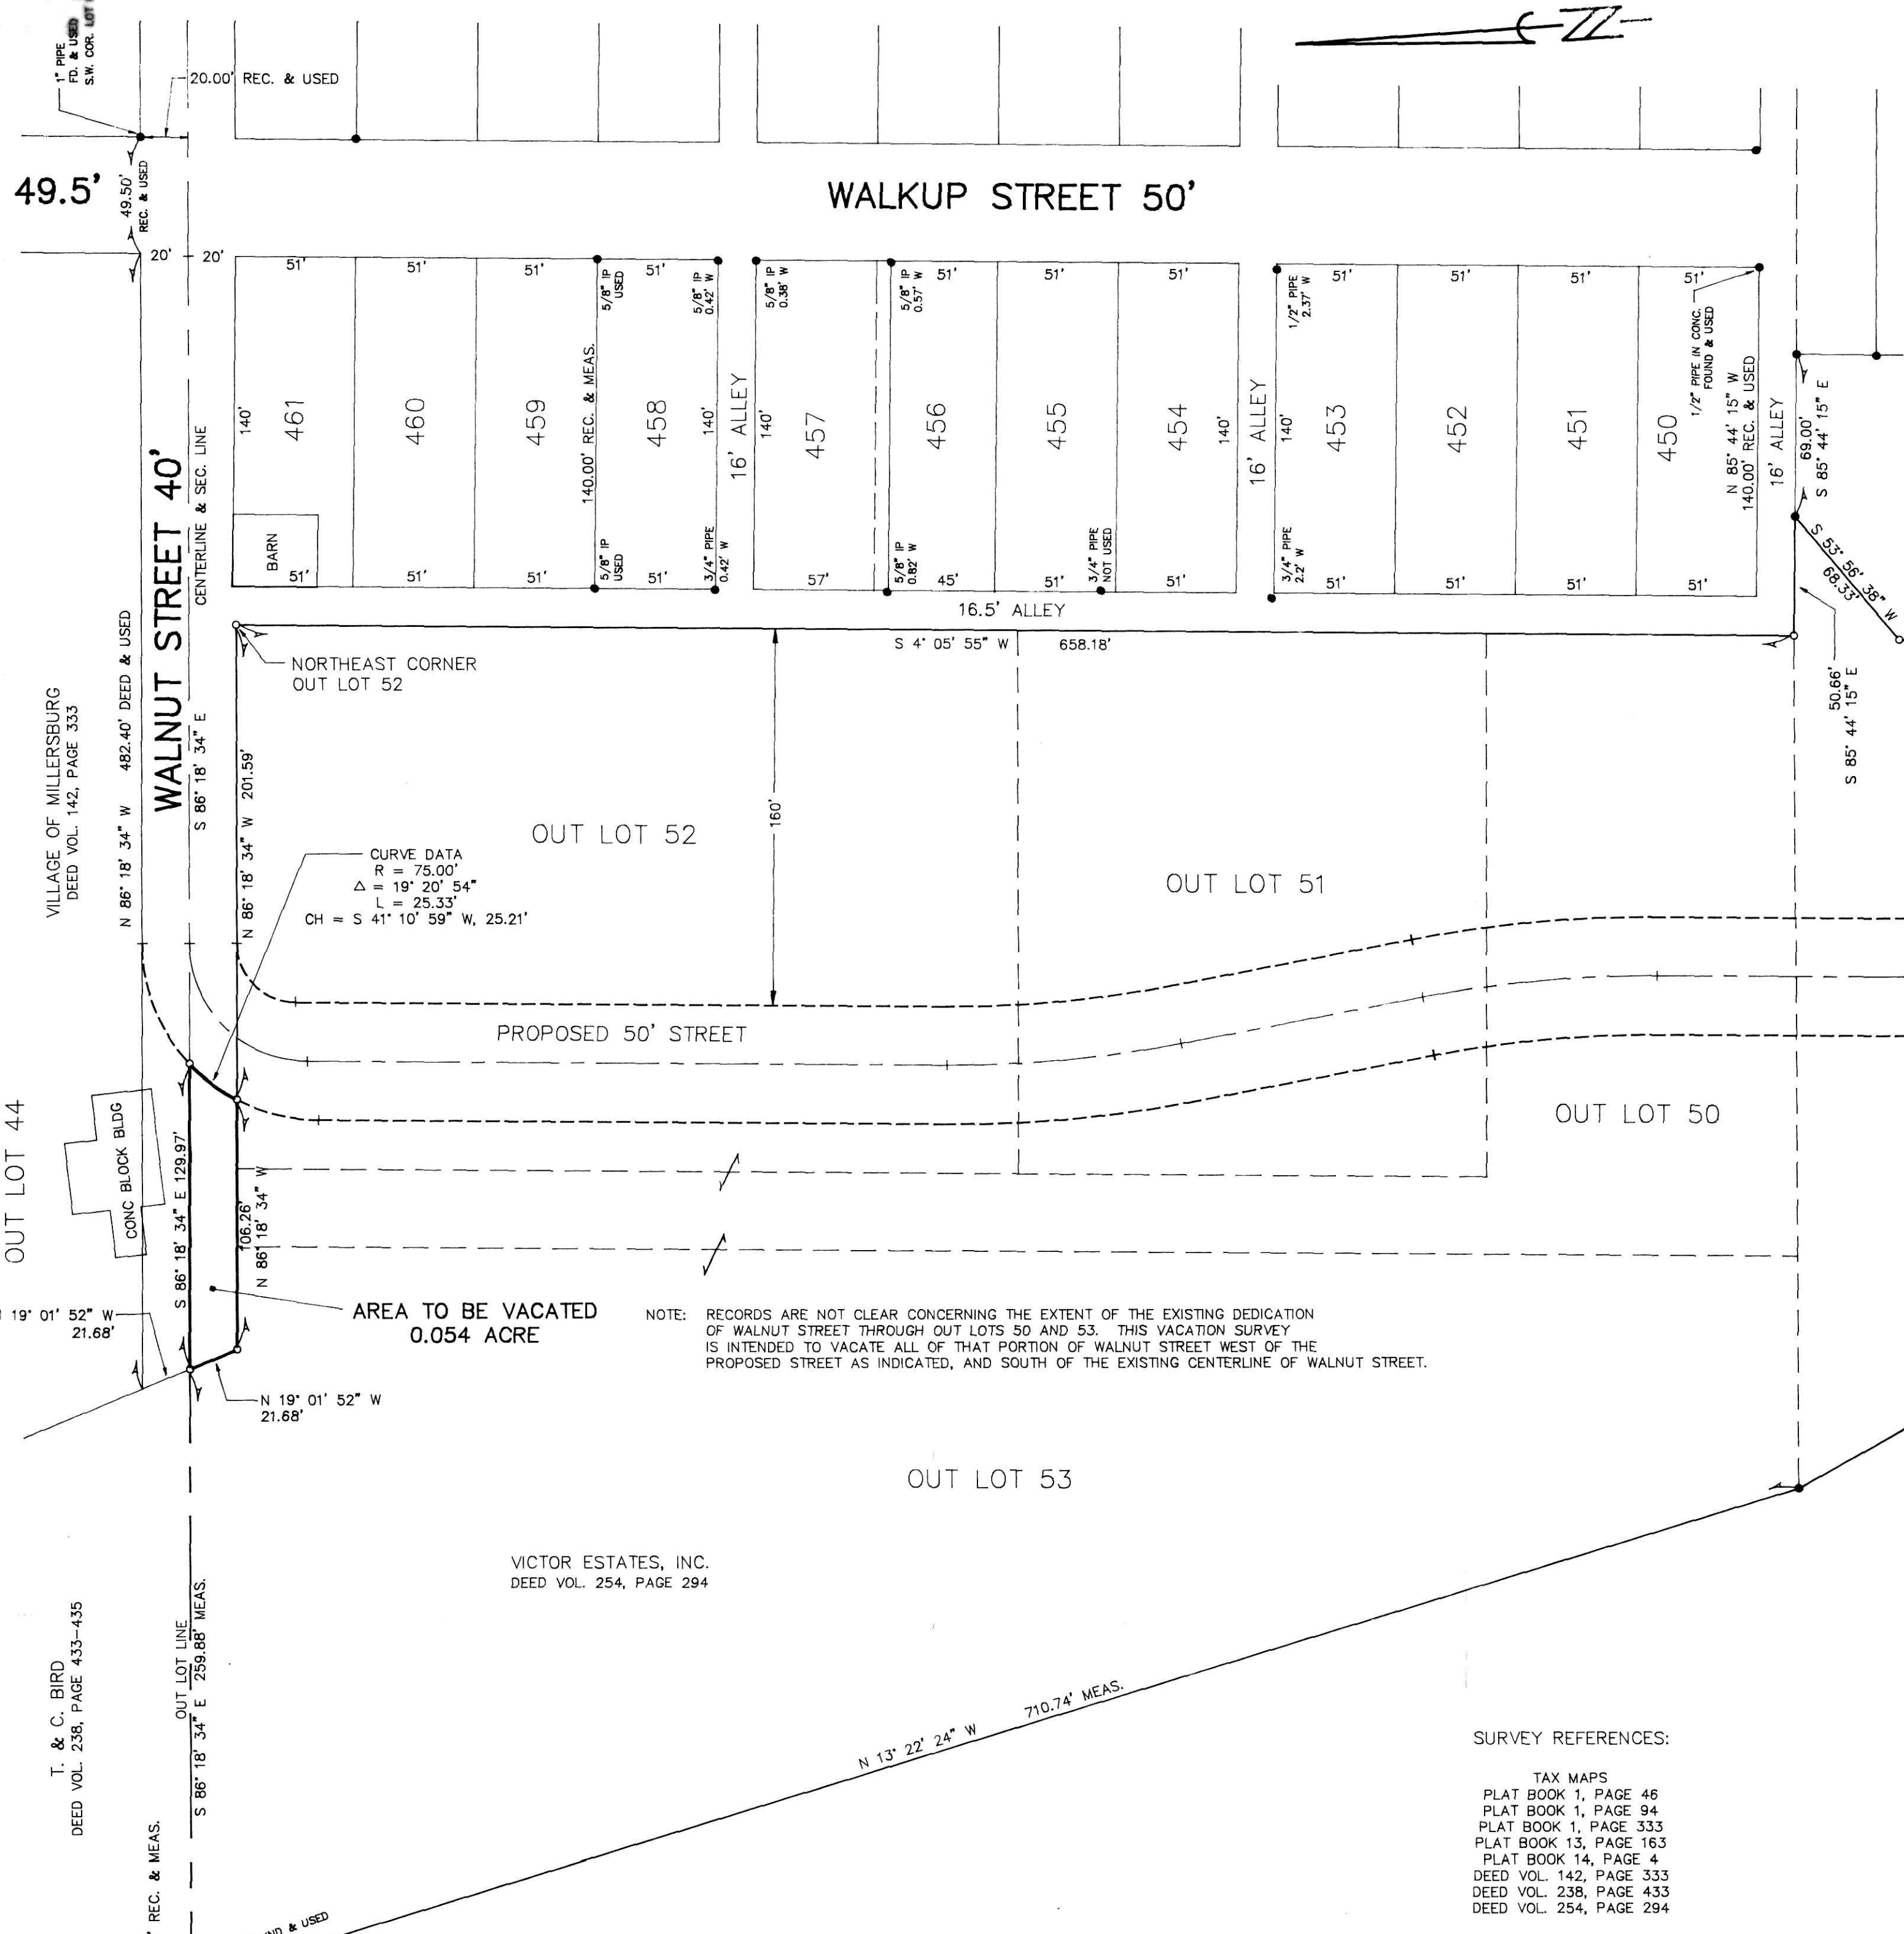 1" PIPE
FD. & USED
S.W. COR. LOT
20.00' REC. & USED
49.5'
49.50'
REC. & USED
WALKUP STREET 50'
20'
20'
51'
51'
51'
51'
51'
51'
51'
51'
51'
51'
51'
5/8" IP
USED
5/8" IP
0.42' W
5/8" IP
0.38' W
5/8" IP
0.57' W
1/2" PIPE
2.37' W
1/2" PIPE IN CONC.
FOUND & USED
140'
461
460
459
140.00' REC. & MEAS.
458
140'
16' ALLEY
140'
457
456
455
454
140'
16' ALLEY
140'
453
452
451
450
N 85° 44' 15" W
140.00' REC. & USED
16' ALLEY
69.00'
S 85° 44' 15" E
S 53° 56' 38" W
68.33'
50.66'
S 85° 44' 15" E
BARN
51'
51'
51'
5/8" IP
USED
51'
3/4" PIPE
0.42' W
57'
5/8" IP
0.82' W
45'
51'
3/4" PIPE
NOT USED
51'
3/4" PIPE
2.2' W
51'
51'
51'
51'
16.5' ALLEY
S 4° 05' 55" W
658.18'
WALNUT STREET 40'
CENTERLINE & SEC. LINE
S 86° 18' 34" E
N 86° 18' 34" W 482.40' DEED & USED
VILLAGE OF MILLERSBURG
DEED VOL. 142, PAGE 333
NORTHEAST CORNER
OUT LOT 52
N 86° 18' 34" W 201.59'
160'
OUT LOT 52
OUT LOT 51
CURVE DATA
R = 75.00'
Δ = 19° 20' 54"
L = 25.33'
CH = S 41° 10' 59" W, 25.21'
PROPOSED 50' STREET
OUT LOT 50
OUT LOT 44
CONC BLOCK BLDG
S 86° 18' 34" E 129.97'
106.26'
N 86° 18' 34" W
19° 01' 52" W
21.68'
AREA TO BE VACATED
0.054 ACRE
N 19° 01' 52" W
21.68'
NOTE: RECORDS ARE NOT CLEAR CONCERNING THE EXTENT OF THE EXISTING DEDICATION
OF WALNUT STREET THROUGH OUT LOTS 50 AND 53. THIS VACATION SURVEY
IS INTENDED TO VACATE ALL OF THAT PORTION OF WALNUT STREET WEST OF THE
PROPOSED STREET AS INDICATED, AND SOUTH OF THE EXISTING CENTERLINE OF WALNUT STREET.
OUT LOT 53
VICTOR ESTATES, INC.
DEED VOL. 254, PAGE 294
T. & C. BIRD
DEED VOL. 238, PAGE 433-435
OUT LOT LINE
S 86° 18' 34" E 259.88' MEAS.
' REC. & MEAS.
& USED
N 13° 22' 24" W 710.74' MEAS.
SURVEY REFERENCES:
TAX MAPS
PLAT BOOK 1, PAGE 46
PLAT BOOK 1, PAGE 94
PLAT BOOK 1, PAGE 333
PLAT BOOK 13, PAGE 163
PLAT BOOK 14, PAGE 4
DEED VOL. 142, PAGE 333
DEED VOL. 238, PAGE 433
DEED VOL. 254, PAGE 294